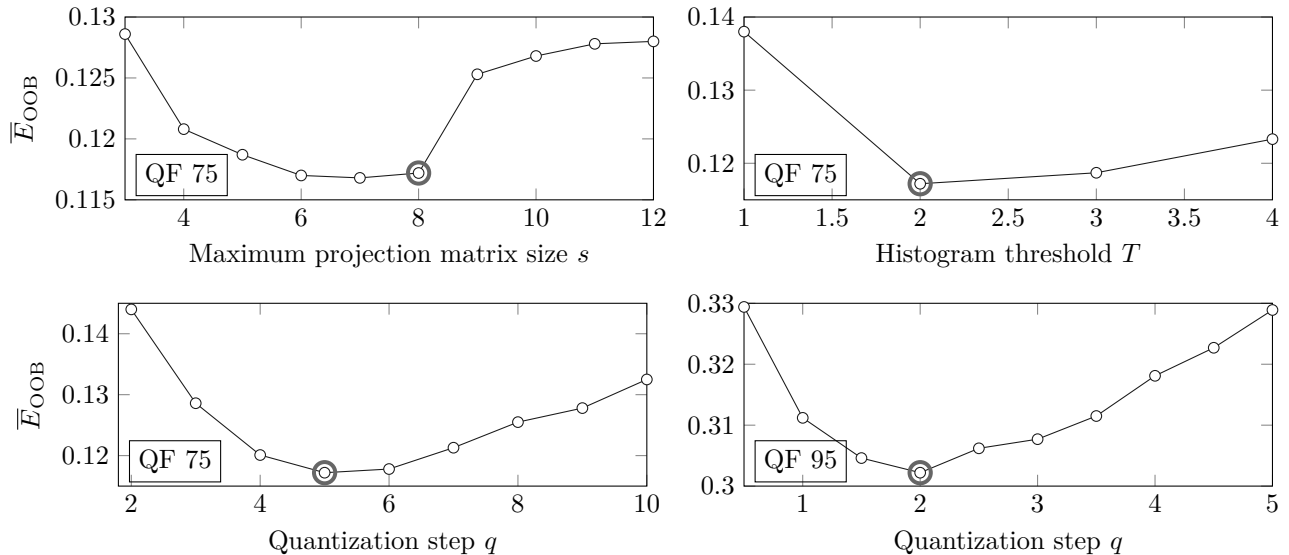 0.13
0.125
0.12
0.115
E̅OOB
QF 75
4 6 8 10 12
Maximum projection matrix size s
0.14
0.13
0.12
QF 75
1 1.5 2 2.5 3 3.5 4
Histogram threshold T
0.14
0.13
0.12
E̅OOB
QF 75
2 4 6 8 10
Quantization step q
0.33
0.32
0.31
0.3
QF 95
1 2 3 4 5
Quantization step q